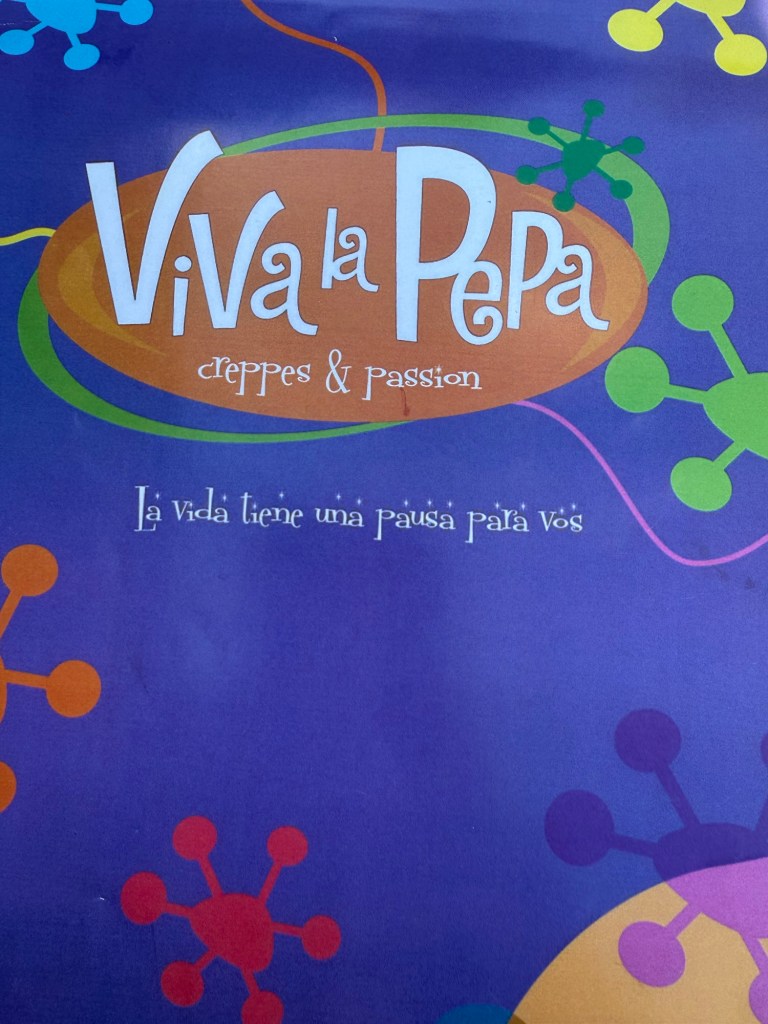 Viva la Pepa
creppes & passion
La vida tiene una pausa para vos